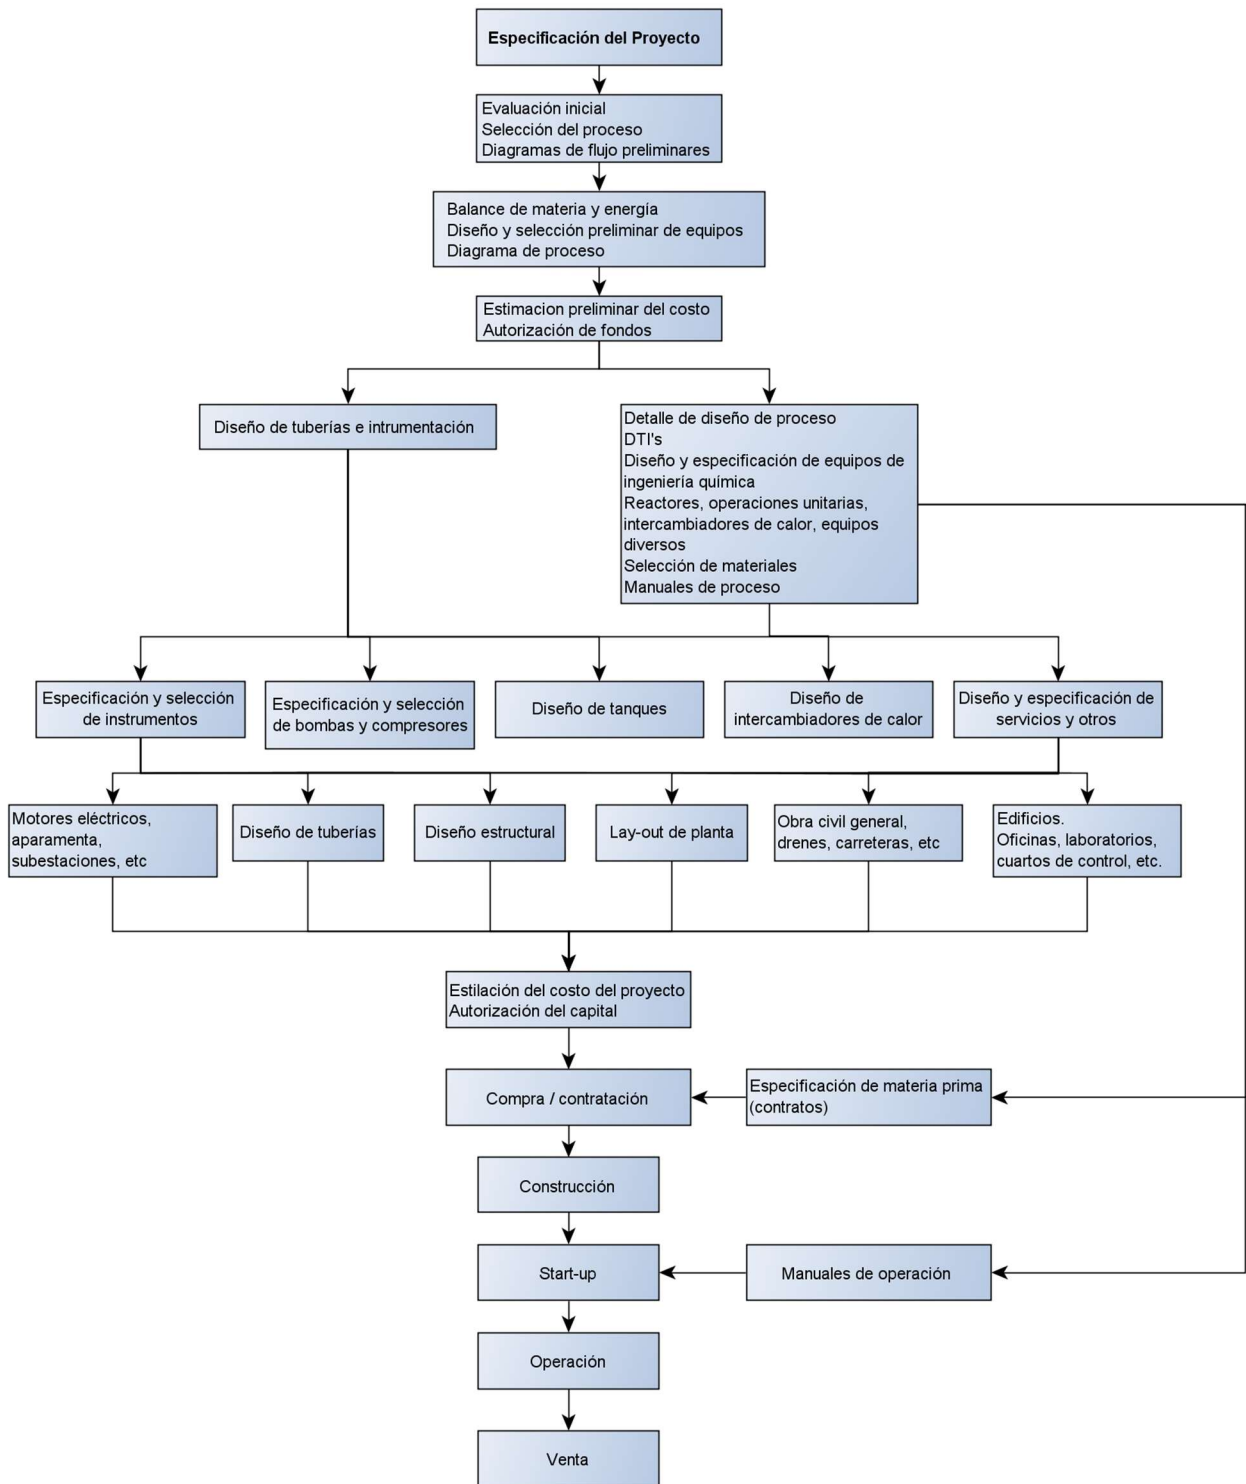 Especificación del Proyecto
Evaluación inicial
Selección del proceso
Diagramas de flujo preliminares
Balance de materia y energía
Diseño y selección preliminar de equipos
Diagrama de proceso
Estimacion preliminar del costo
Autorización de fondos
Diseño de tuberías e intrumentación
Detalle de diseño de proceso
DTI's
Diseño y especificación de equipos de
ingeniería química
Reactores, operaciones unitarias,
intercambiadores de calor, equipos
diversos
Selección de materiales
Manuales de proceso
Especificación y selección
de instrumentos
Especificación y selección
de bombas y compresores
Diseño de tanques
Diseño de
intercambiadores de calor
Diseño y especificación de
servicios y otros
Motores eléctricos,
aparamenta,
subestaciones, etc
Diseño de tuberías
Diseño estructural
Lay-out de planta
Obra civil general,
drenes, carreteras, etc
Edificios.
Oficinas, laboratorios,
cuartos de control, etc.
Estilación del costo del proyecto
Autorización del capital
Compra / contratación
Especificación de materia prima
(contratos)
Construcción
Start-up
Manuales de operación
Operación
Venta